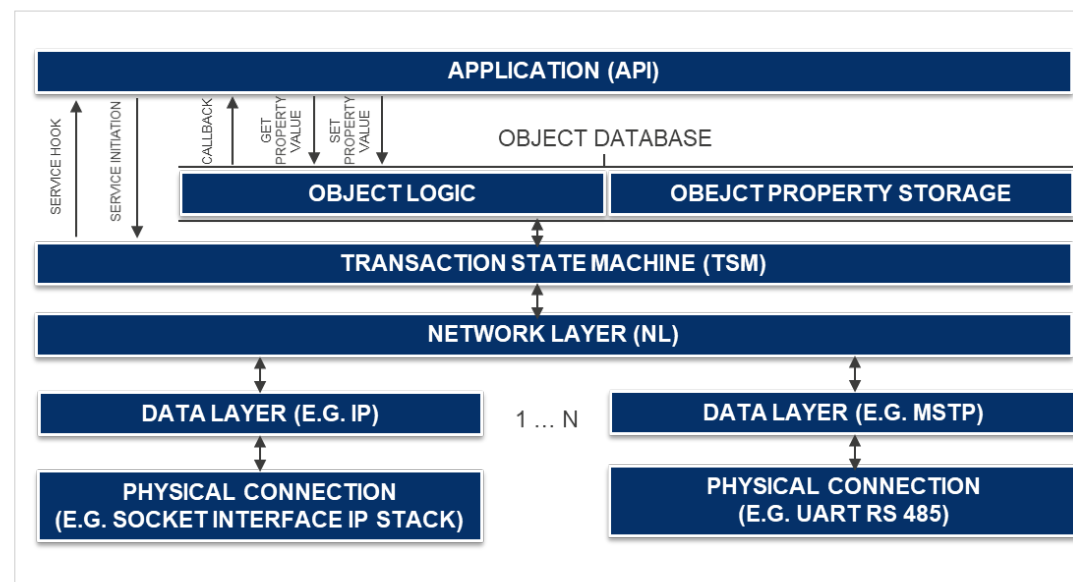 APPLICATION (API)
SERVICE HOOK
SERVICE INITIATION
CALLBACK
GET
PROPERTY
VALUE
SET
PROPERTY
VALUE
OBJECT DATABASE
OBJECT LOGIC
OBEJCT PROPERTY STORAGE
TRANSACTION STATE MACHINE (TSM)
NETWORK LAYER (NL)
DATA LAYER (E.G. IP)
1 … N
DATA LAYER (E.G. MSTP)
PHYSICAL CONNECTION
(E.G. SOCKET INTERFACE IP STACK)
PHYSICAL CONNECTION
(E.G. UART RS 485)